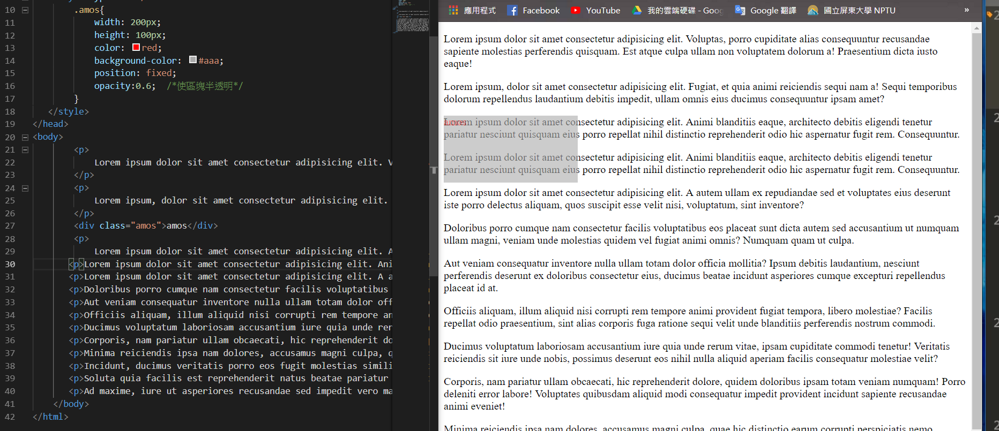 10 .amos{
11 width: 200px;
12 height: 100px;
13 color: red;
14 background-color: #aaa;
15 position: fixed;
16 opacity:0.6; /*使區塊半透明*/
17 }
18 </style>
19 </head>
20 <body>
21 <p>
22 Lorem ipsum dolor sit amet consectetur adipisicing elit. V
23 </p>
24 <p>
25 Lorem ipsum, dolor sit amet consectetur adipisicing elit.
26 </p>
27 <div class="amos">amos</div>
28 <p>
29 Lorem ipsum dolor sit amet consectetur adipisicing elit. A
30 <p>Lorem ipsum dolor sit amet consectetur adipisicing elit. Ani
31 <p>Lorem ipsum dolor sit amet consectetur adipisicing elit. A a
32 <p>Doloribus porro cumque nam consectetur facilis voluptatibus
33 <p>Aut veniam consequatur inventore nulla ullam totam dolor off
34 <p>Officiis aliquam, illum aliquid nisi corrupti rem tempore an
35 <p>Ducimus voluptatum laboriosam accusantium iure quia unde rer
36 <p>Corporis, nam pariatur ullam obcaecati, hic reprehenderit do
37 <p>Minima reiciendis ipsa nam dolores, accusamus magni culpa, q
38 <p>Incidunt, ducimus veritatis porro eos fugit molestias simili
39 <p>Soluta quia facilis est reprehenderit natus beatae pariatur
40 <p>Ad maxime, iure ut asperiores recusandae sed impedit vero ma
41 </body>
42 </html>
應用程式 Facebook YouTube 我的雲端硬碟 - Goog Google 翻譯 國立屏東大學 NPTU »
Lorem ipsum dolor sit amet consectetur adipisicing elit. Voluptas, porro cupiditate alias consequuntur recusandae
sapiente molestias perferendis quisquam. Est atque culpa ullam non voluptatem dolorum a! Praesentium dicta iusto
eaque!
Lorem ipsum, dolor sit amet consectetur adipisicing elit. Fugiat, et quia animi reiciendis sequi nam a! Sequi temporibus
dolorum repellendus laudantium debitis impedit, ullam omnis eius ducimus consequuntur ipsam amet?
amos
Lorem ipsum dolor sit amet consectetur adipisicing elit. Animi blanditiis eaque, architecto debitis eligendi tenetur
pariatur nesciunt quisquam eius porro repellat nihil distinctio reprehenderit odio hic aspernatur fugit rem. Consequuntur.
Lorem ipsum dolor sit amet consectetur adipisicing elit. Animi blanditiis eaque, architecto debitis eligendi tenetur
pariatur nesciunt quisquam eius porro repellat nihil distinctio reprehenderit odio hic aspernatur fugit rem. Consequuntur.
Lorem ipsum dolor sit amet consectetur adipisicing elit. A autem ullam ex repudiandae sed et voluptates eius deserunt
iste porro delectus aliquam, quos suscipit esse velit nisi, voluptatum, sint inventore?
Doloribus porro cumque nam consectetur facilis voluptatibus eos placeat sunt dicta autem sed accusantium ut numquam
ullam magni, veniam unde molestias quidem vel fugiat animi omnis? Numquam quam ut culpa.
Aut veniam consequatur inventore nulla ullam totam dolor officia mollitia? Ipsum debitis laudantium, nesciunt
perferendis deserunt ex doloribus consectetur eius, ducimus beatae incidunt asperiores cumque excepturi repellendus
placeat id at.
Officiis aliquam, illum aliquid nisi corrupti rem tempore animi provident fugiat tempora, libero molestiae? Facilis
repellat odio praesentium, sint alias corporis fuga ratione sequi velit unde blanditiis perferendis nostrum commodi.
Ducimus voluptatum laboriosam accusantium iure quia unde rerum vitae, ipsam cupiditate commodi tenetur! Veritatis
reiciendis sit iure unde nobis, possimus deserunt eos nihil nulla aliquid aperiam facilis consequatur molestiae velit?
Corporis, nam pariatur ullam obcaecati, hic reprehenderit dolore, quidem doloribus ipsam totam veniam numquam! Porro
deleniti error labore! Voluptates quibusdam aliquid modi consequatur impedit provident incidunt sapiente recusandae
animi eveniet!
Minima reiciendis ipsa nam dolores, accusamus magni culpa, quae hic distinctio earum corrupti perspiciatis nemo